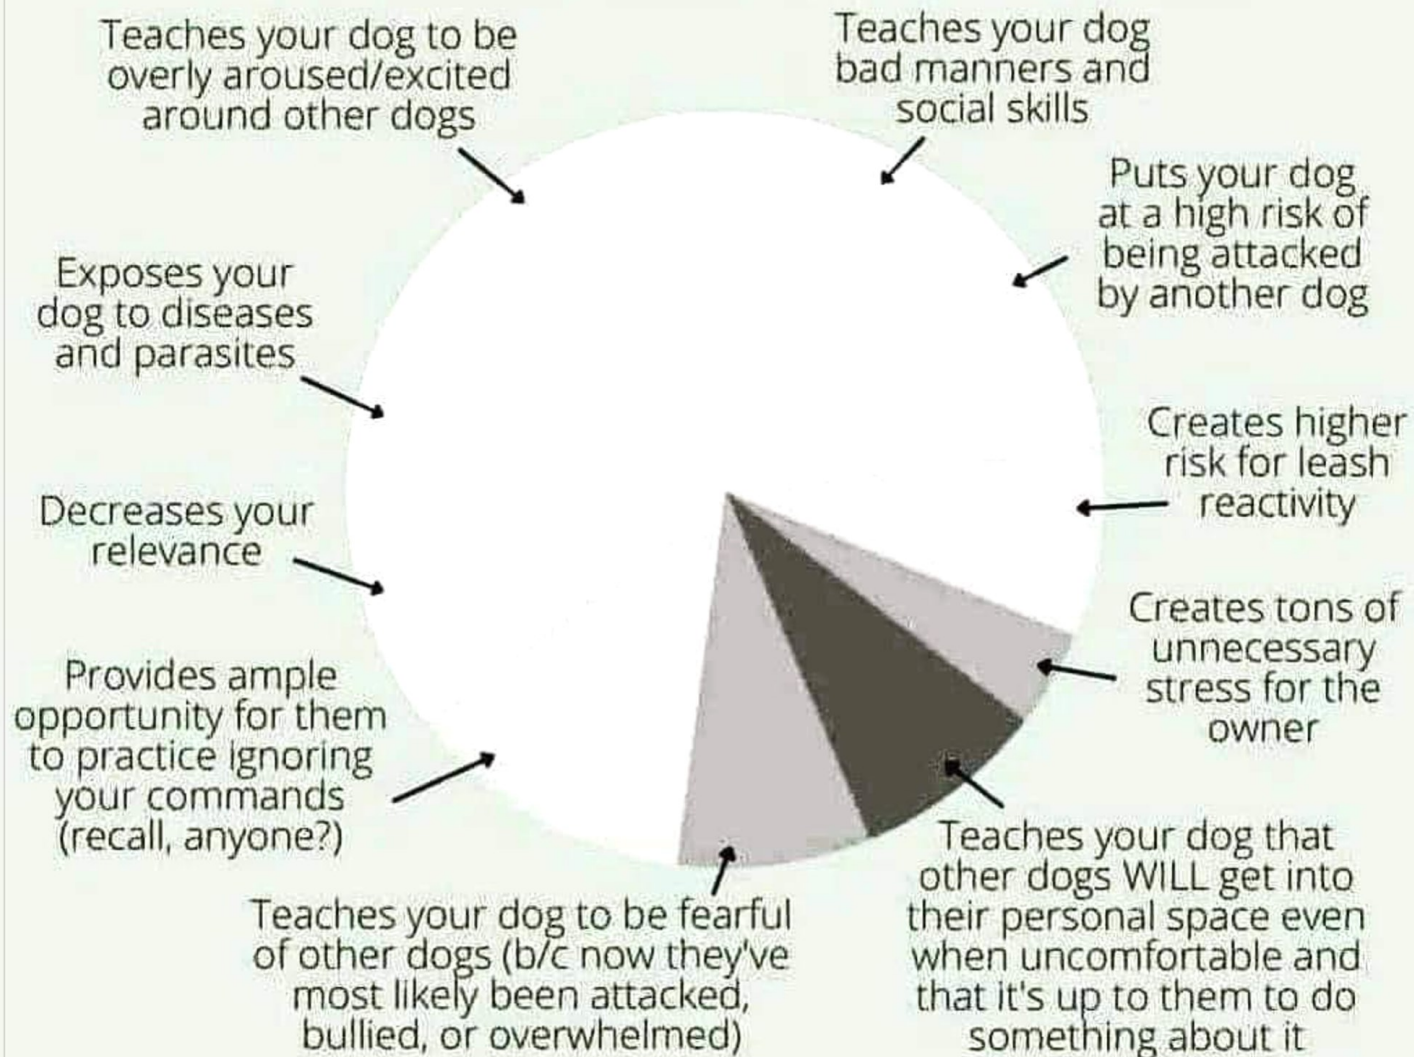 Teaches your dog to be
overly aroused/excited
around other dogs
Teaches your dog
bad manners and
social skills
Puts your dog
at a high risk of
being attacked
by another dog
Exposes your
dog to diseases
and parasites
Creates higher
risk for leash
reactivity
Decreases your
relevance
Creates tons of
unnecessary
stress for the
owner
Provides ample
opportunity for them
to practice ignoring
your commands
(recall, anyone?)
Teaches your dog that
other dogs WILL get into
their personal space even
when uncomfortable and
that it's up to them to do
something about it
Teaches your dog to be fearful
of other dogs (b/c now they've
most likely been attacked,
bullied, or overwhelmed)